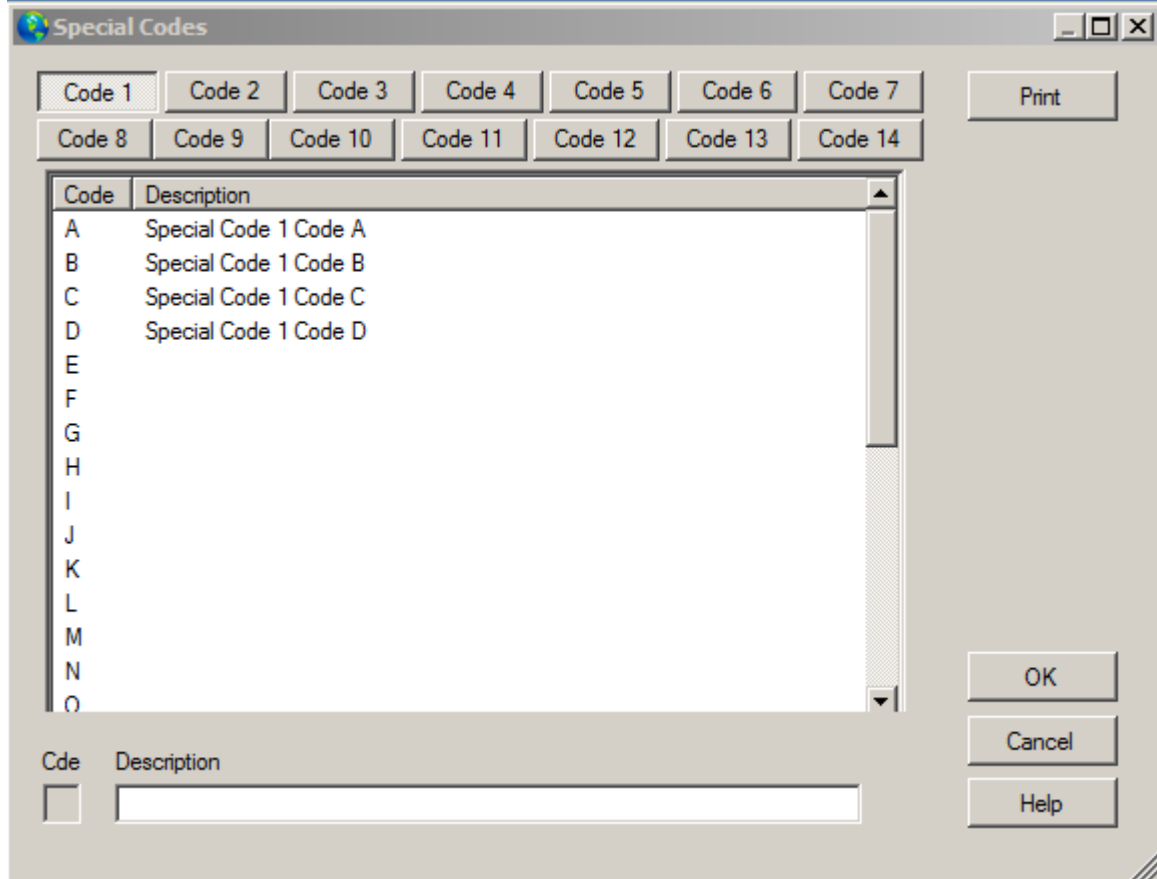 Special Codes
Code 1 Code 2 Code 3 Code 4 Code 5 Code 6 Code 7 Print
Code 8 Code 9 Code 10 Code 11 Code 12 Code 13 Code 14
Code Description
A Special Code 1 Code A
B Special Code 1 Code B
C Special Code 1 Code C
D Special Code 1 Code D
E
F
G
H
I
J
K
L
M
N
OK
Cancel
Cde Description
Help